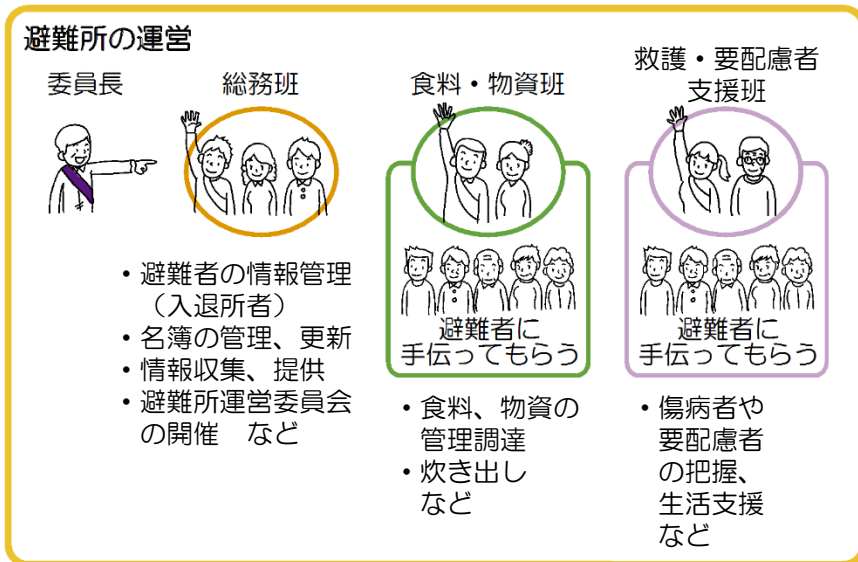 避難所の運営
委員長
総務班
・避難者の情報管理
（入退所者）
・名簿の管理、更新
・情報収集、提供
・避難所運営委員会
の開催　など
食料・物資班
避難者に
手伝ってもらう
・食料、物資の
管理調達
・炊き出し
など
救護・要配慮者
支援班
避難者に
手伝ってもらう
・傷病者や
要配慮者
の把握、
生活支援
など